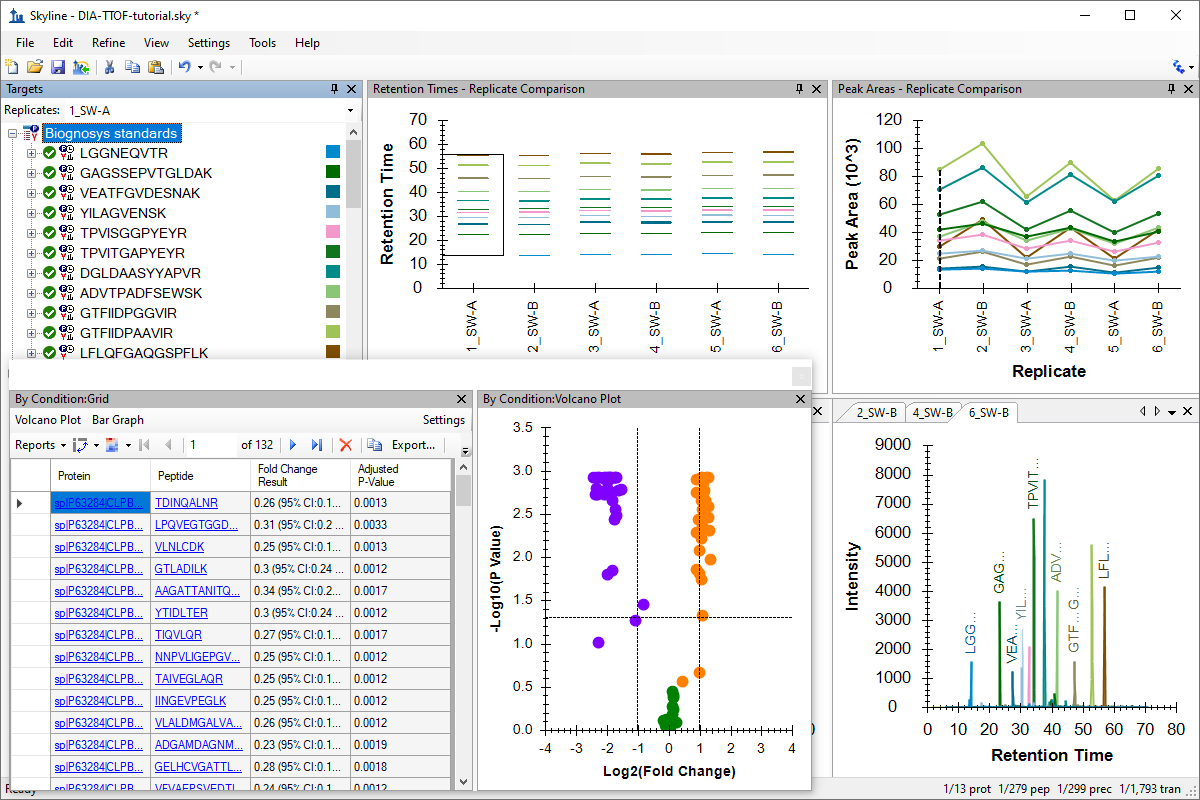 Skyline - DIA-TTOF-tutorial.sky *
File Edit Refine View Settings Tools Help
Targets
Replicates: 1_SW-A
Biognosys standards
LGGNEQVTR
GAGSSEPVTGLDAK
VEATFGVDESNAK
YILAGVENSK
TPVISGGPYEYR
TPVITGAPYEYR
DGLDAASYYAPVR
ADVTPADFSEWSK
GTFIIDPGGVIR
GTFIIDPAAVIR
LFLQFGAQGSPFLK
Retention Times - Replicate Comparison
Retention Time
70
60
50
40
30
20
10
0
1_SW-A 2_SW-B 3_SW-A 4_SW-B 5_SW-A 6_SW-B
Peak Areas - Replicate Comparison
Peak Area (10^3)
120
100
80
60
40
20
0
1_SW-A 2_SW-B 3_SW-A 4_SW-B 5_SW-A 6_SW-B
Replicate
By Condition:Grid
Volcano Plot Bar Graph Settings
Reports 1 of 132 Export...
Protein Peptide Fold Change Result Adjusted P-Value
sp|P63284|CLPB... TDINQALNR 0.26 (95% CI:0.1... 0.0013
sp|P63284|CLPB... LPQVEGTGGD... 0.31 (95% CI:0.2 ... 0.0033
sp|P63284|CLPB... VLNLCDK 0.25 (95% CI:0.1... 0.0013
sp|P63284|CLPB... GTLADILK 0.3 (95% CI:0.24 ... 0.0012
sp|P63284|CLPB... AAGATTANITQ... 0.34 (95% CI:0.2... 0.0017
sp|P63284|CLPB... YTIDLTER 0.3 (95% CI:0.24 ... 0.0012
sp|P63284|CLPB... TIQVLQR 0.27 (95% CI:0.1... 0.0017
sp|P63284|CLPB... NNPVLIGEPGV... 0.25 (95% CI:0.1... 0.0012
sp|P63284|CLPB... TAIVEGLAQR 0.25 (95% CI:0.1... 0.0012
sp|P63284|CLPB... IINGEVPEGLK 0.25 (95% CI:0.1... 0.0012
sp|P63284|CLPB... VLALDMGALVA... 0.26 (95% CI:0.1... 0.0012
sp|P63284|CLPB... ADGAMDAGNM... 0.23 (95% CI:0.1... 0.0019
sp|P63284|CLPB... GELHCVGATTL... 0.28 (95% CI:0.1... 0.0018
sp|P63284|CLPB... VFVAEPSVEDTI... 0.24 (95% CI:0.1... 0.0012
By Condition:Volcano Plot
-Log10(P Value)
3.5
3.0
2.5
2.0
1.5
1.0
0.5
0.0
-4 -3 -2 -1 0 1 2 3 4
Log2(Fold Change)
2_SW-B 4_SW-B 6_SW-B
Intensity
9000
8000
7000
6000
5000
4000
3000
2000
1000
0
LGG... GAG... VEA... YIL... TPVIT... ADV... GTF... G... LFL...
0 10 20 30 40 50 60 70 80
Retention Time
Ready 1/13 prot 1/279 pep 1/299 prec 1/1,793 tran